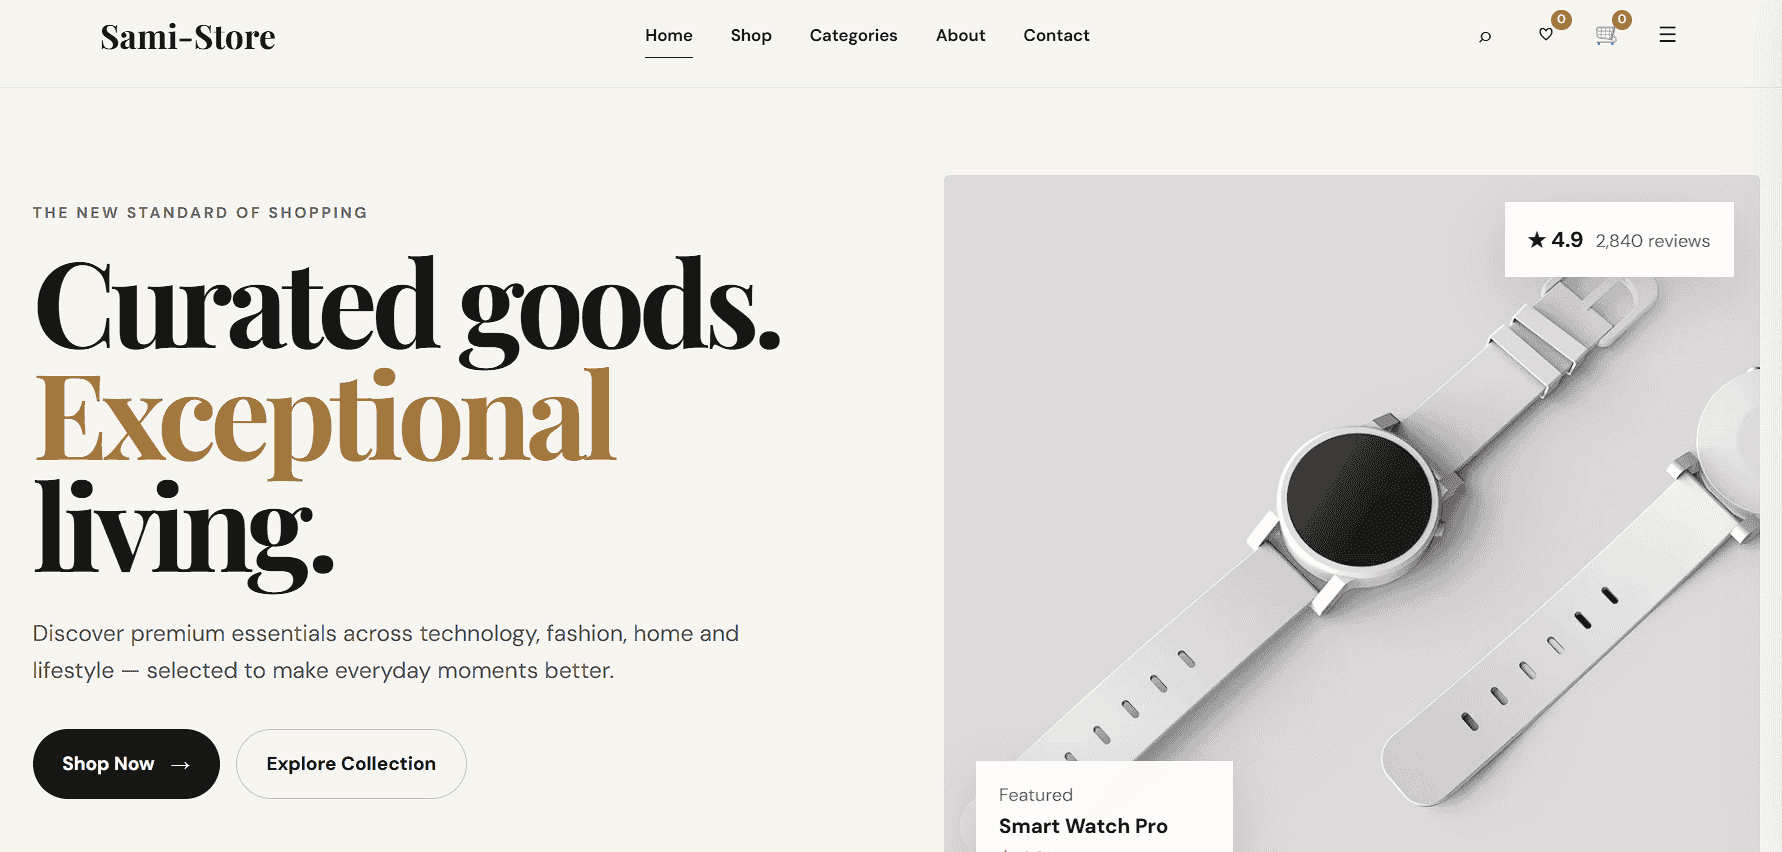 Sami-Store
Home Shop Categories About Contact
0 0
THE NEW STANDARD OF SHOPPING
Curated goods.
Exceptional
living.
Discover premium essentials across technology, fashion, home and
lifestyle — selected to make everyday moments better.
Shop Now →
Explore Collection
★ 4.9 2,840 reviews
Featured
Smart Watch Pro